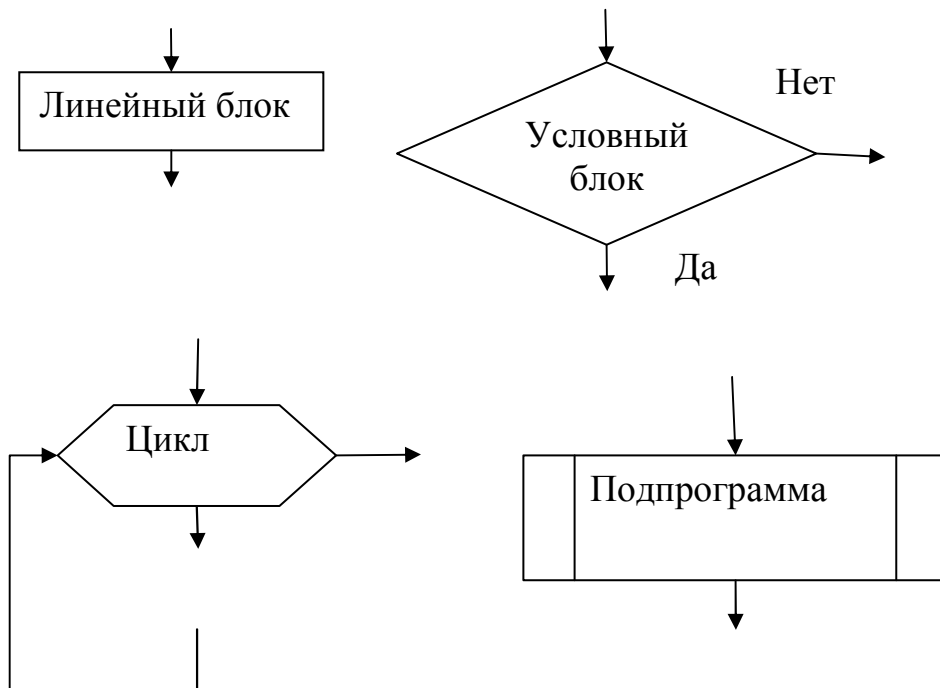 Линейный блок
Нет
Условный
блок
Да
Цикл
Подпрограмма